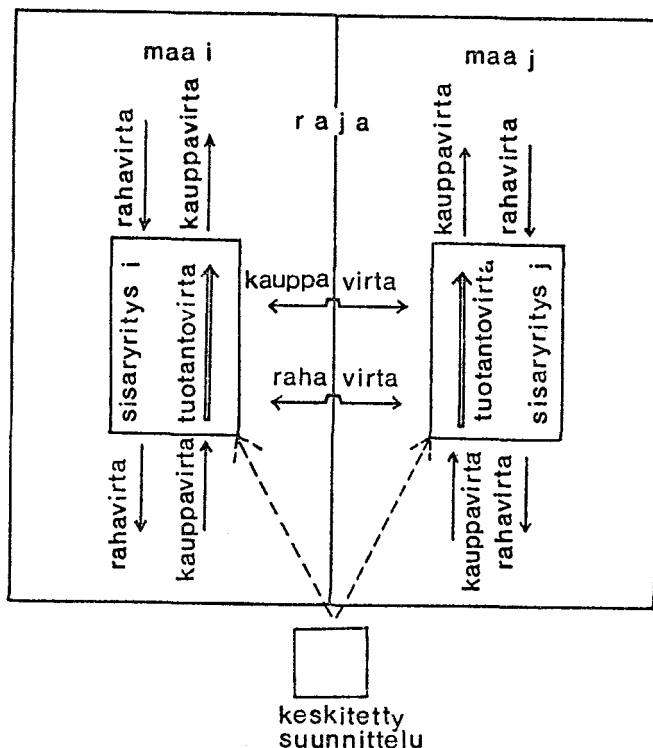 maa i
maa j
raja
rahavirta
kauppavirta
kauppavirta
rahavirta
sisaryritys i
tuotantovirta
kauppa virta
raha virta
tuotantovirta
sisaryritys j
rahavirta
kauppavirta
kauppavirta
rahavirta
keskitetty
suunnittelu